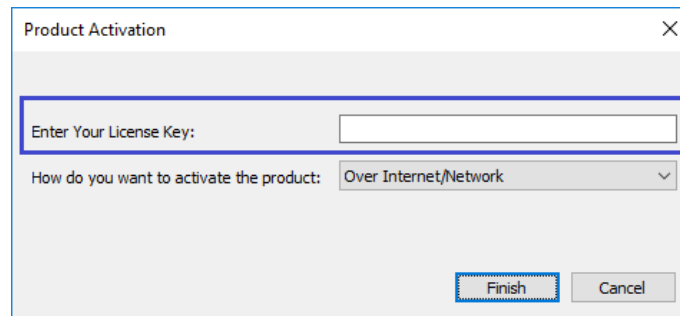 Product Activation
Enter Your License Key:
How do you want to activate the product: Over Internet/Network
Finish Cancel